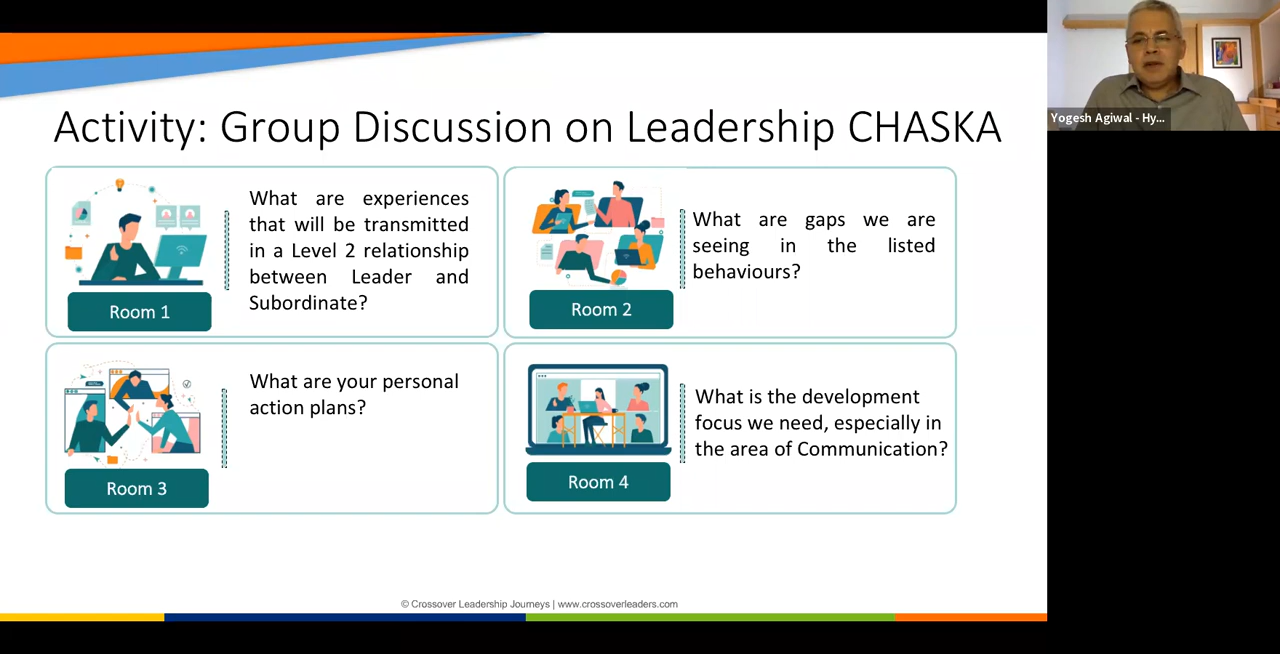 Activity: Group Discussion on Leadership CHASKA
What are experiences
that will be transmitted
in a Level 2 relationship
between Leader and
Subordinate?
Room 1
What are gaps we are
seeing in the listed
behaviours?
Room 2
What are your personal
action plans?
Room 3
What is the development
focus we need, especially in
the area of Communication?
Room 4
© Crossover Leadership Journeys | www.crossoverleaders.com
Yogesh Agiwal - Hy...